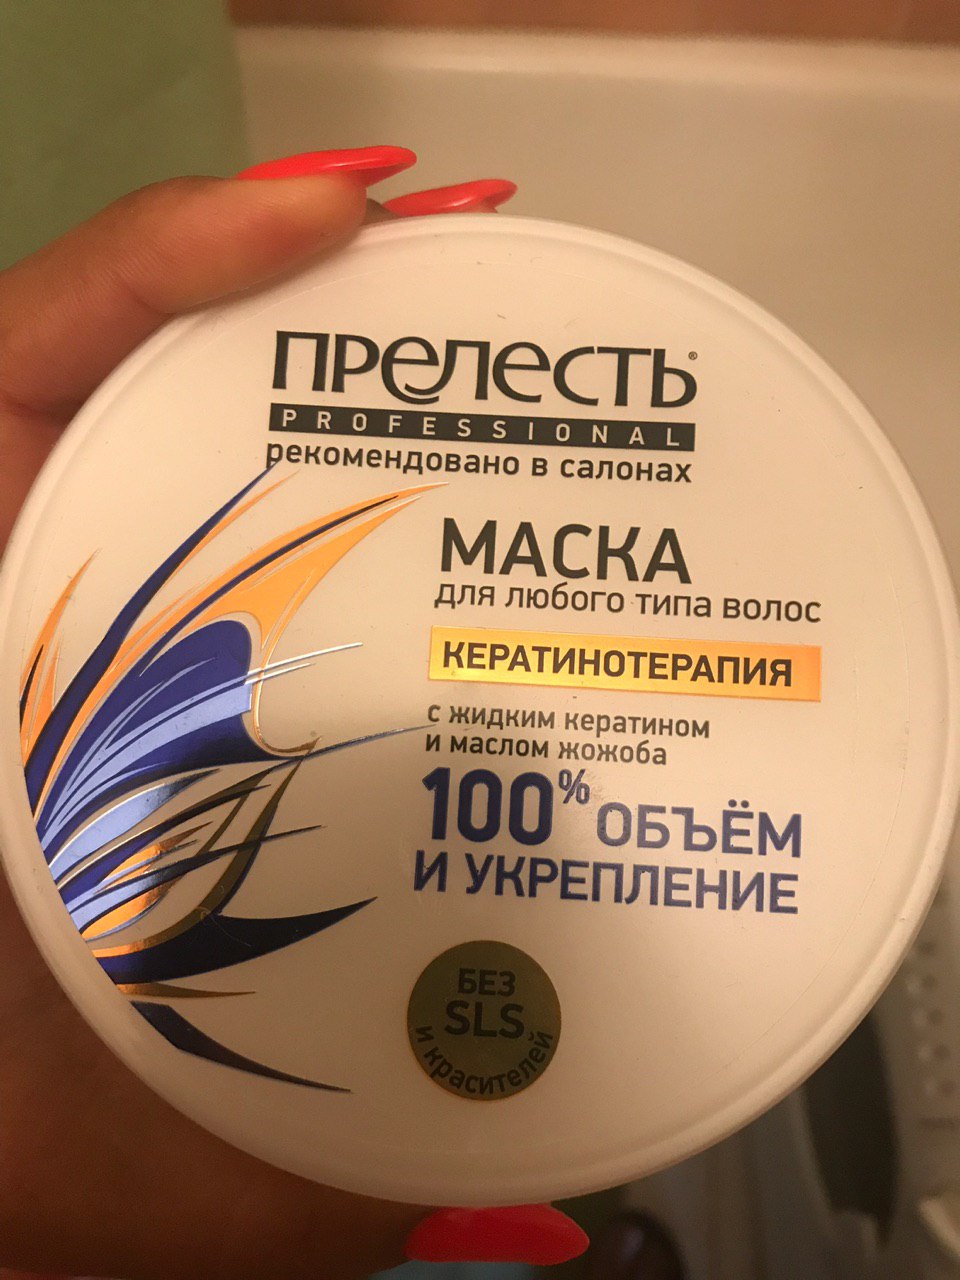 ПРЕЛЕСТЬ®
PROFESSIONAL
рекомендовано в салонах
МАСКА
для любого типа волос
КЕРАТИНОТЕРАПИЯ
с жидким кератином
и маслом жожоба
100% ОБЪЁМ
И УКРЕПЛЕНИЕ
БЕЗ
SLS
и красителей